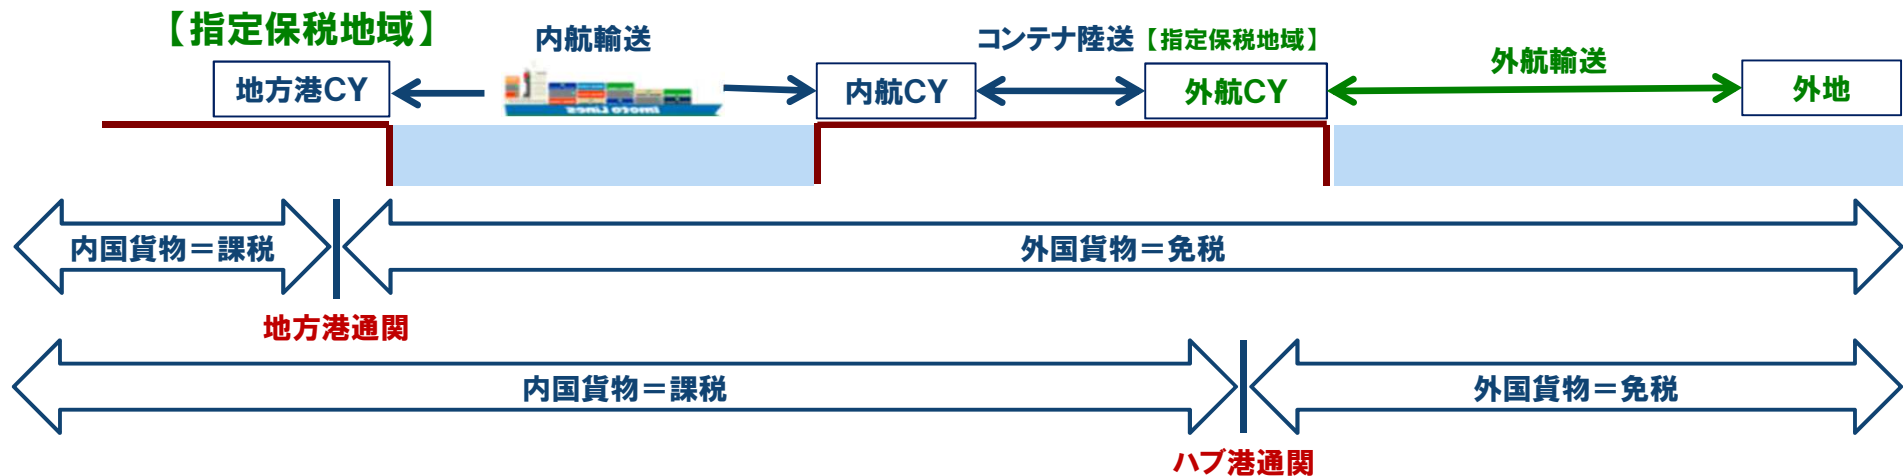 【指定保税地域】
内航輸送
コンテナ陸送【指定保税地域】
外航輸送
地方港CY
内航CY
外航CY
外地
IMOTO LINES
内国貨物＝課税
外国貨物＝免税
地方港通関
内国貨物＝課税
外国貨物＝免税
ハブ港通関